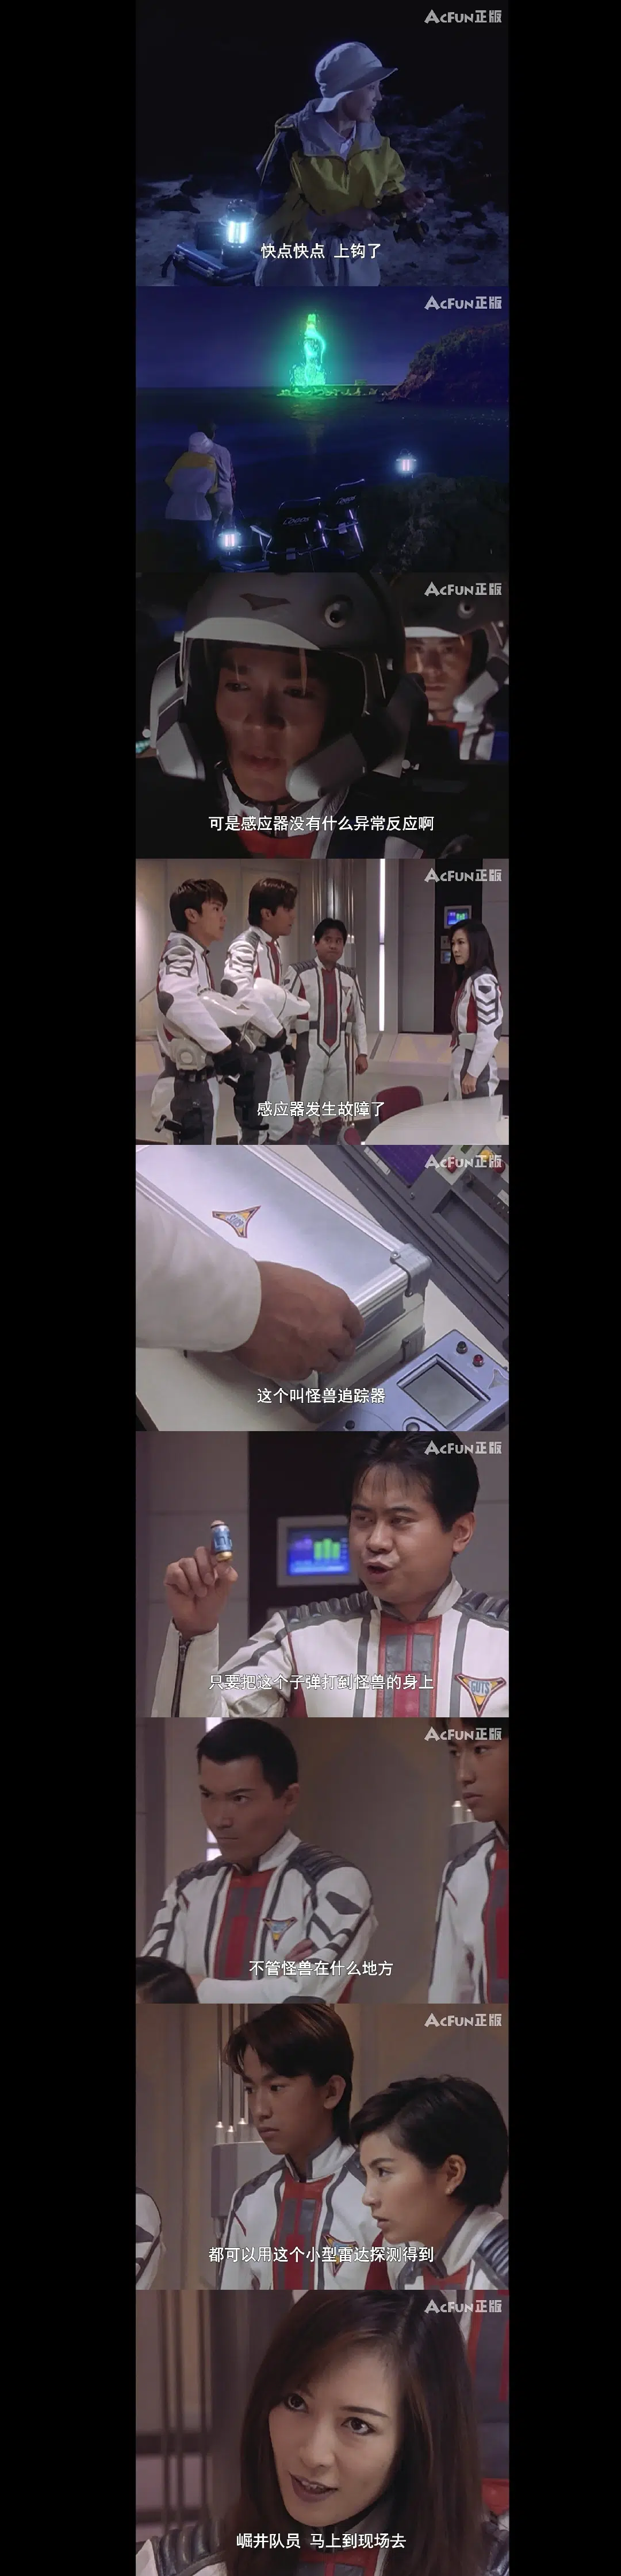 AcFun正版
快点快点 上钩了
AcFun正版
AcFun正版
可是感应器没有什么异常反应啊
AcFun正版
感应器发生故障了
AcFun正版
GUTS
这个叫怪兽追踪器
AcFun正版
GUTS
只要把这个子弹打到怪兽的身上
AcFun正版
GUTS
不管怪兽在什么地方
AcFun正版
都可以用这个小型雷达探测得到
AcFun正版
崛井队员 马上到现场去